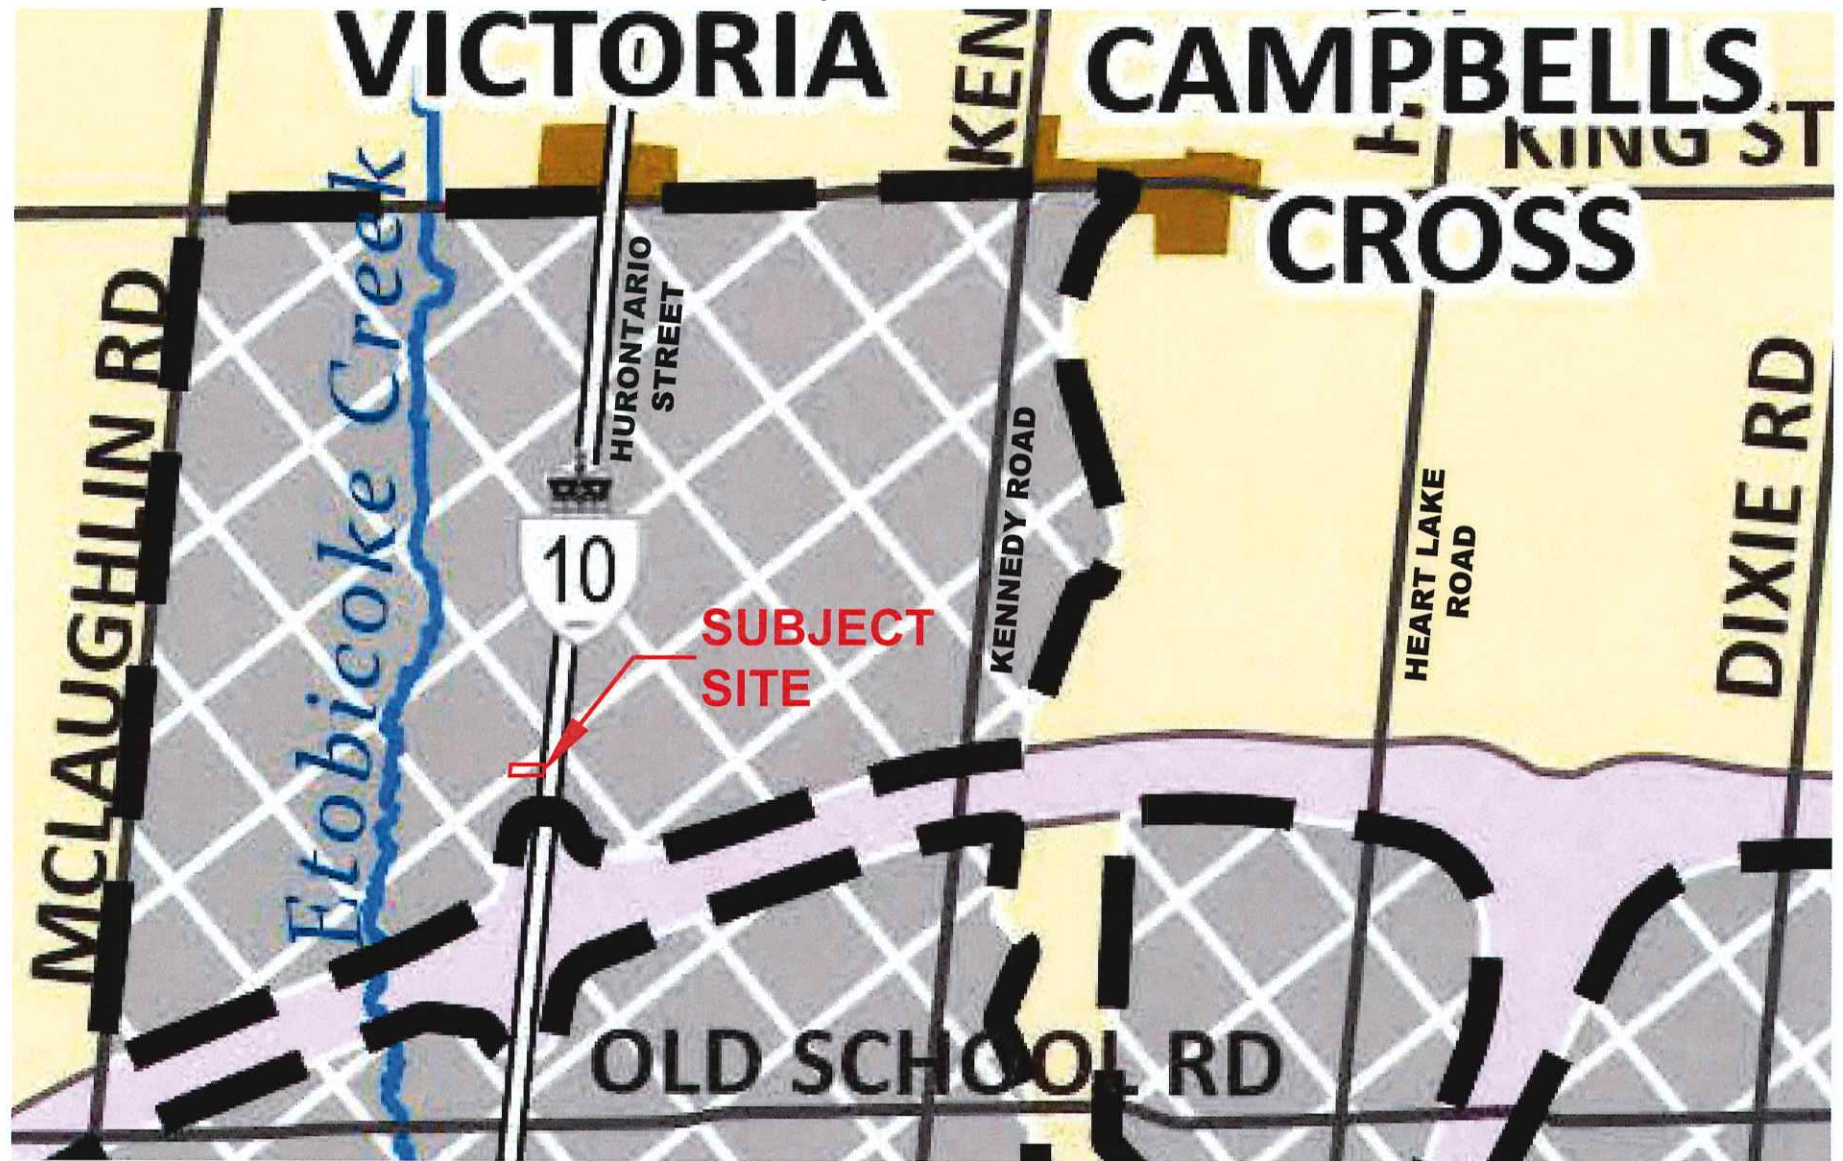 VICTORIA
CAMPBELLS
CROSS
KEN
KING ST
MCLAUGHLIN RD
Etobicoke Creek
HURONTARIO
STREET
10
SUBJECT
SITE
KENNEDY ROAD
HEART LAKE
ROAD
DIXIE RD
OLD SCHOOL RD